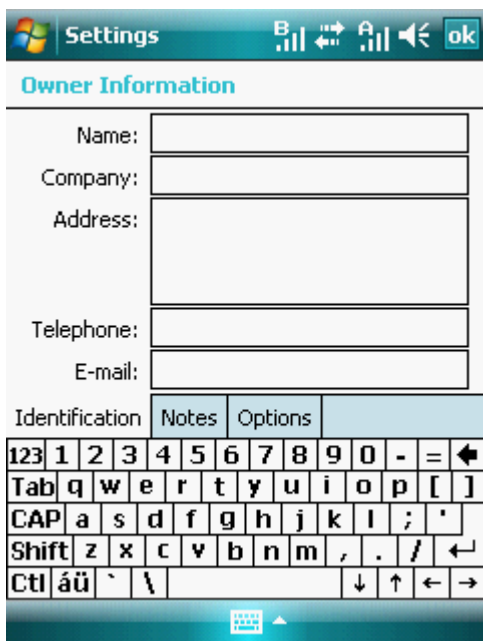 Settings B A ok
Owner Information
Name:
Company:
Address:
Telephone:
E-mail:
Identification Notes Options
123 1 2 3 4 5 6 7 8 9 0 - =
Tab q w e r t y u i o p [ ]
CAP a s d f g h j k l ; '
Shift z x c v b n m , . /
Ctl áü ` \